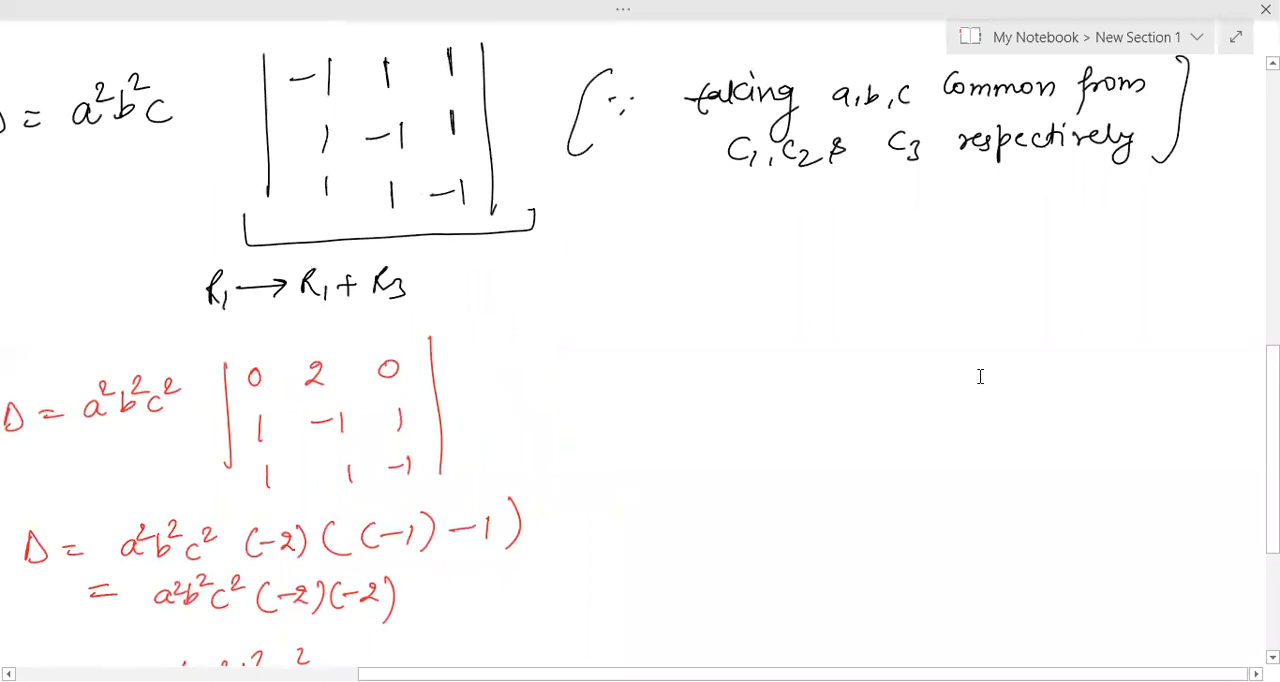 My Notebook > New Section 1
= a²b²c | -1 1 1 | (∵ taking a,b,c common from
| 1 -1 1 | C₁, C₂ & C₃ respectively)
| 1 1 -1 |
R₁ → R₁ + R₃
Δ = a²b²c² | 0 2 0 |
| 1 -1 1 |
| 1 1 -1 |
Δ = a²b²c² (-2) ( (-1) -1 )
= a²b²c² (-2)(-2)